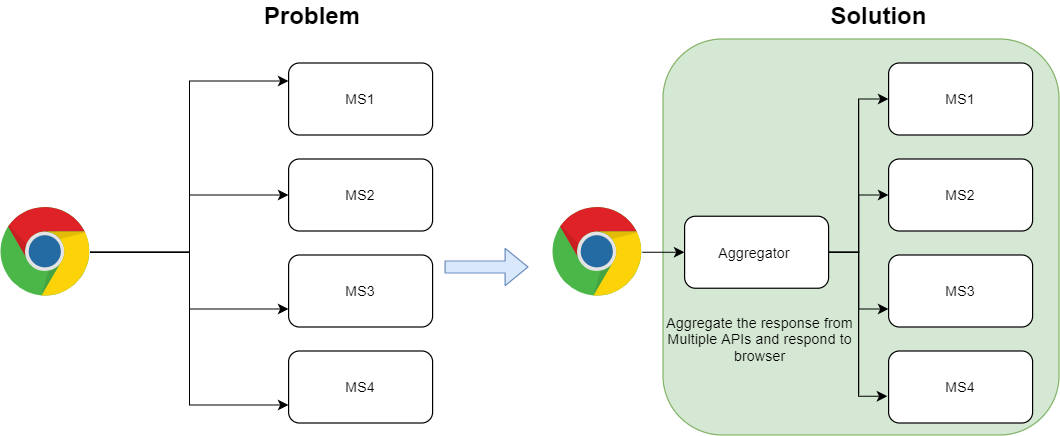 Problem
MS1
MS2
MS3
MS4
Solution
Aggregator
Aggregate the response from
Multiple APIs and respond to
browser
MS1
MS2
MS3
MS4